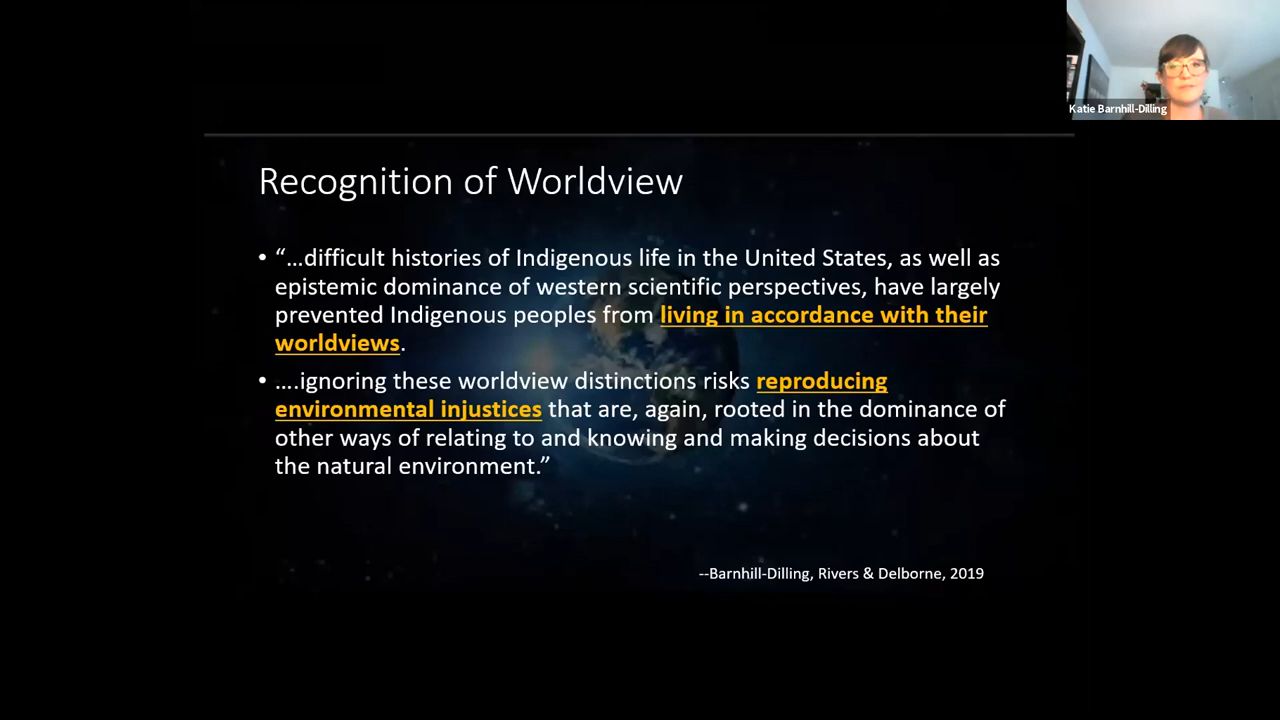 Katie Barnhill-Dilling
Recognition of Worldview
• “…difficult histories of Indigenous life in the United States, as well as
epistemic dominance of western scientific perspectives, have largely
prevented Indigenous peoples from living in accordance with their
worldviews.
• ….ignoring these worldview distinctions risks reproducing
environmental injustices that are, again, rooted in the dominance of
other ways of relating to and knowing and making decisions about
the natural environment.”
--Barnhill-Dilling, Rivers & Delborne, 2019